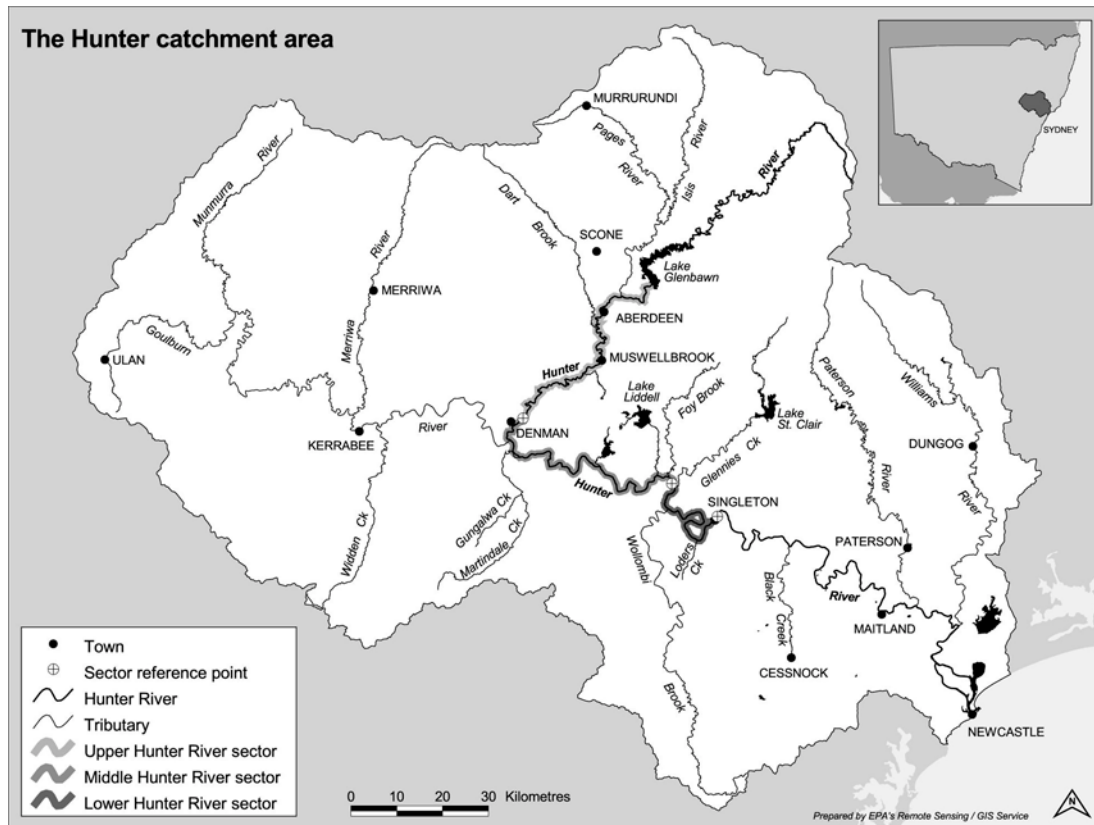 The Hunter catchment area
SYDNEY
MURRURUNDI
Pages
River
River
Isis
River
Munmurra
River
Dart
Brook
SCONE
Lake
Glenbawn
River
MERRIWA
Merriwa
ABERDEEN
Goulburn
ULAN
MUSWELLBROOK
Hunter
Lake
Liddell
Foy Brook
Paterson
Williams
Lake
St. Clair
River
KERRABEE
DENMAN
DUNGOG
Glennies Ck
Hunter
River
River
SINGLETON
Gungalwa Ck
Martindale Ck
Widden Ck
Wollombi
Loders
Ck
PATERSON
Black
Creek
River
MAITLAND
CESSNOCK
Brook
NEWCASTLE
Town
Sector reference point
Hunter River
Tributary
Upper Hunter River sector
Middle Hunter River sector
Lower Hunter River sector
0 10 20 30 Kilometres
N
Prepared by EPA's Remote Sensing / GIS Service